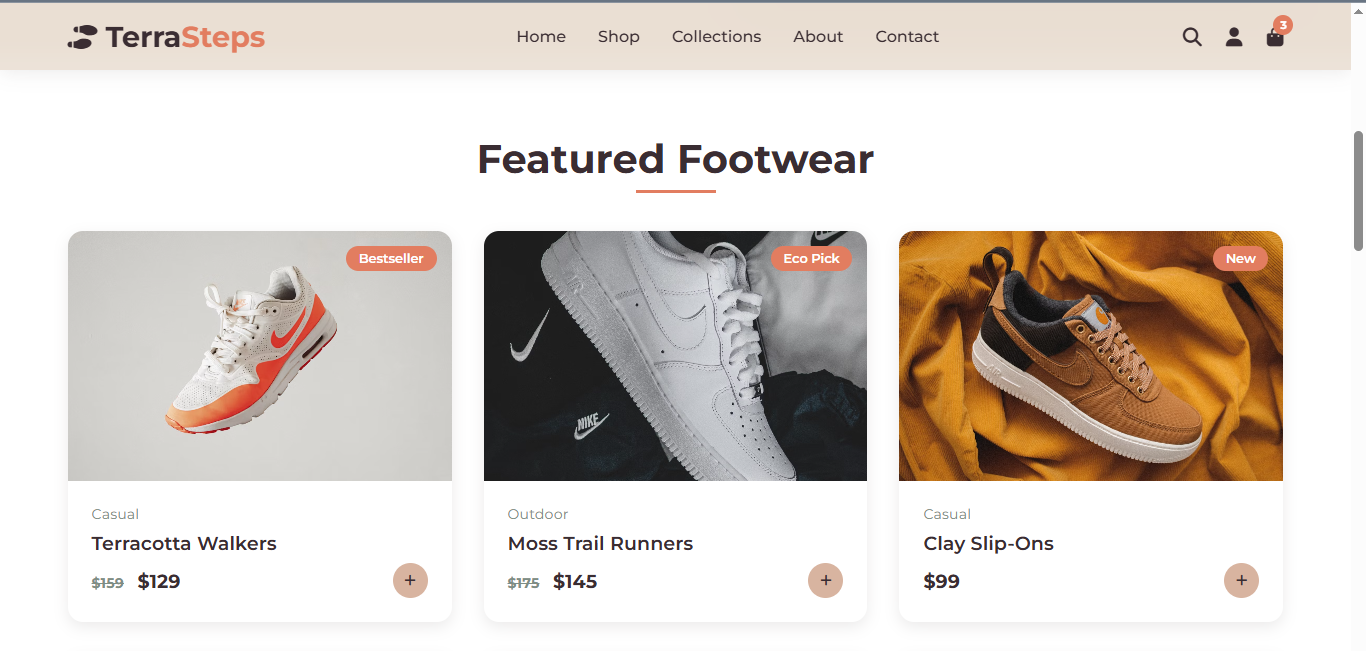 TerraSteps
Home Shop Collections About Contact
3
Featured Footwear
Bestseller
Eco Pick
New
NIKE
Casual
Terracotta Walkers
$159 $129 +
Outdoor
Moss Trail Runners
$175 $145 +
Casual
Clay Slip-Ons
$99 +